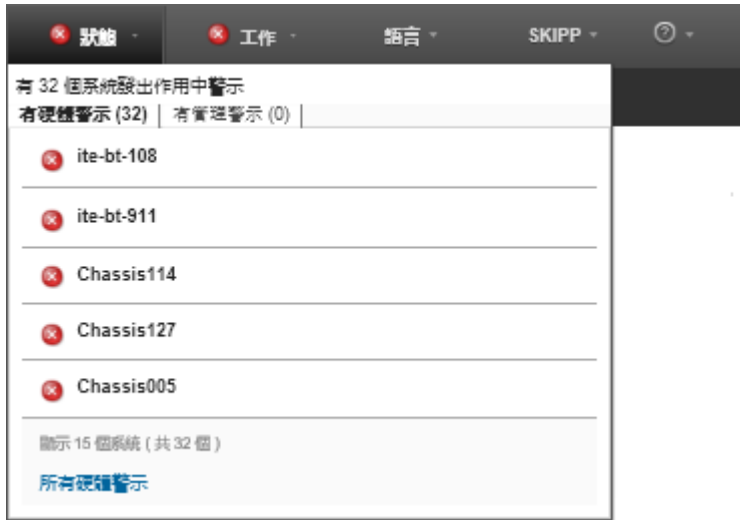 狀態 工作 語言 SKIPP
有 32 個系統發出作用中警示
有硬體警示 (32) | 有管理警示 (0) |
ite-bt-108
ite-bt-911
Chassis114
Chassis127
Chassis005
顯示 15 個系統 ( 共 32 個 )
所有硬體警示